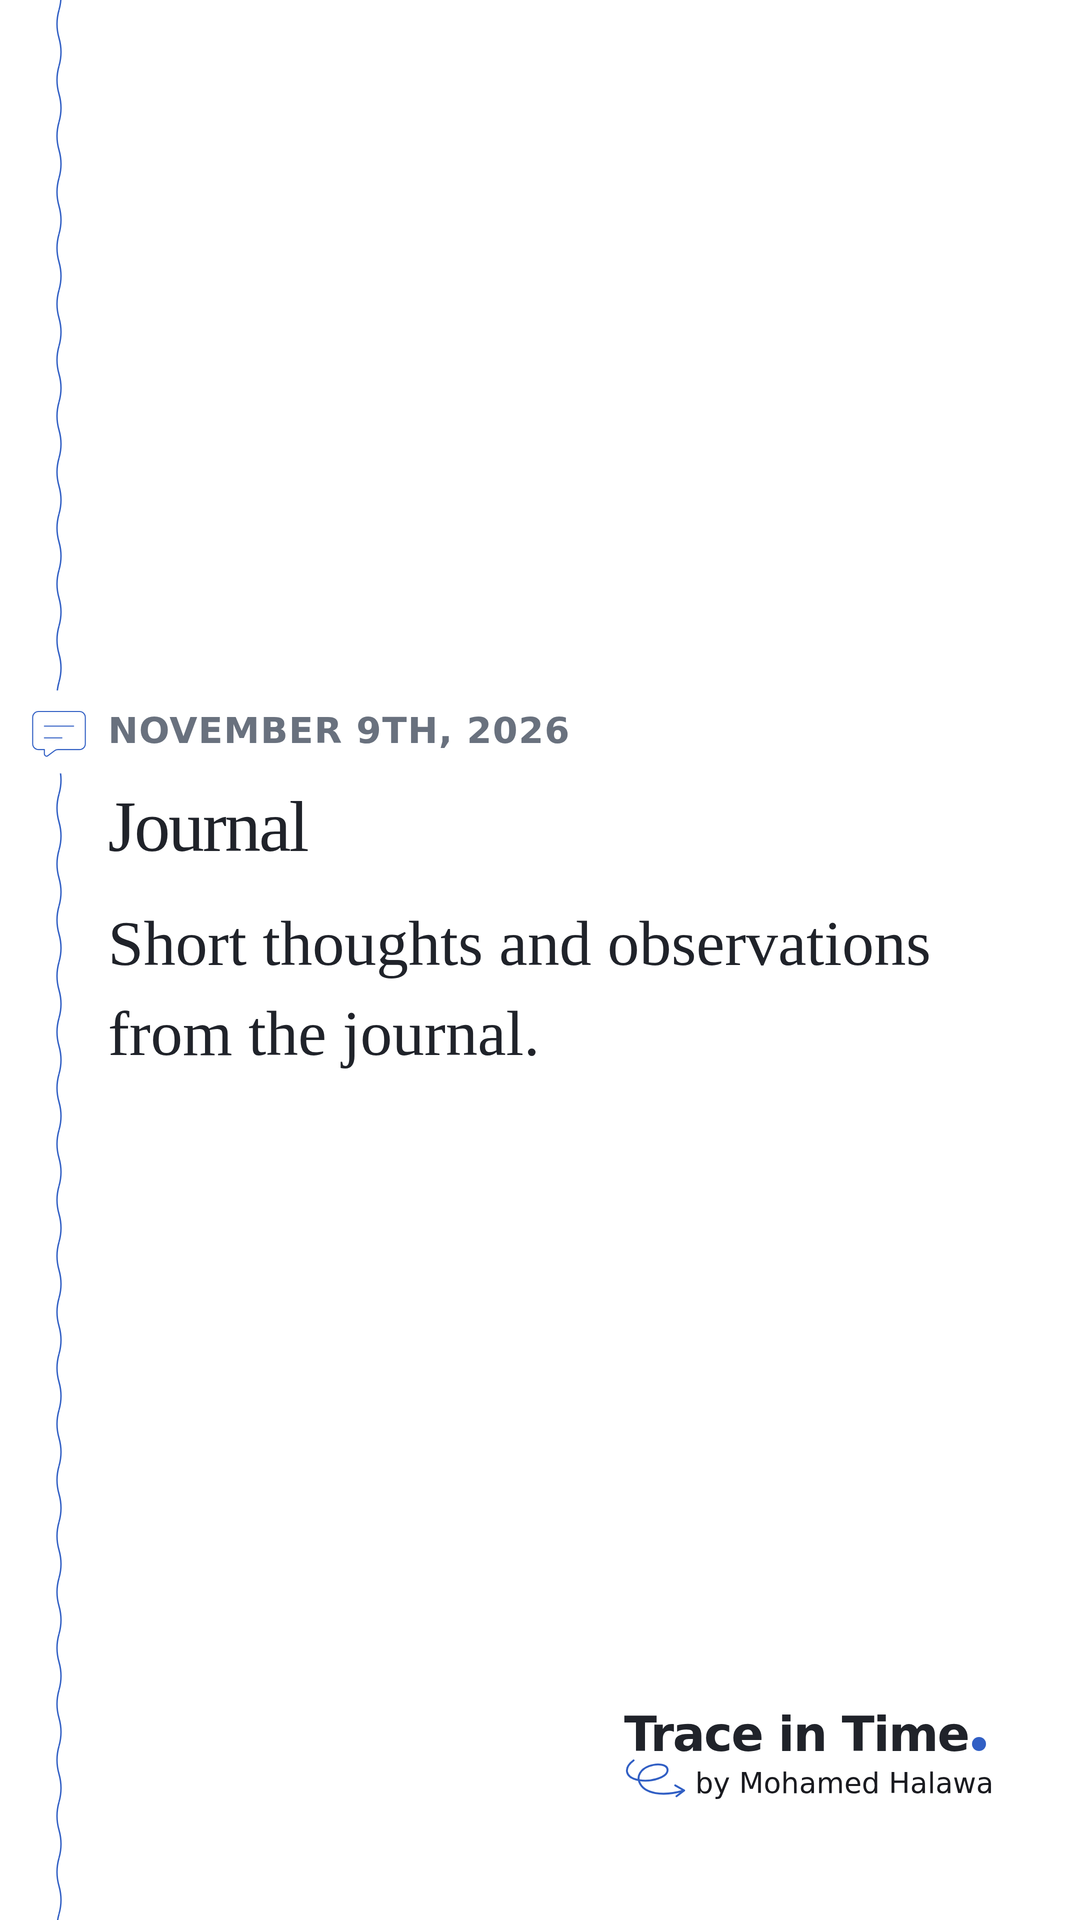 NOVEMBER 9TH, 2026
Journal
Short thoughts and observations
from the journal.
Trace in Time.
by Mohamed Halawa